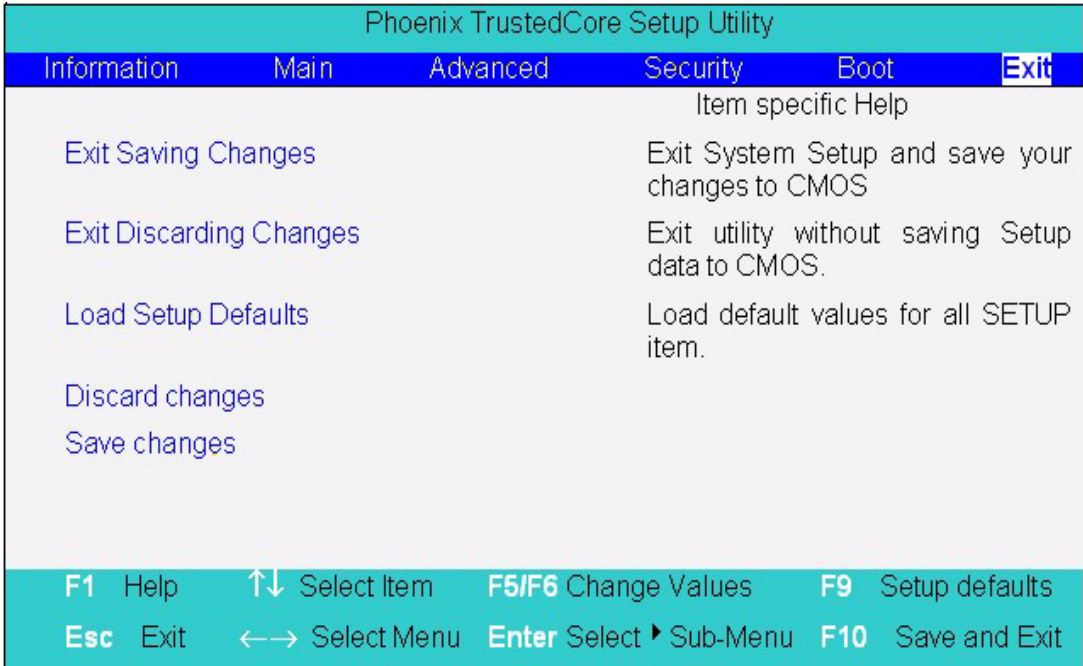 Phoenix TrustedCore Setup Utility
Information Main Advanced Security Boot Exit
Item specific Help
Exit Saving Changes
Exit System Setup and save your
changes to CMOS
Exit Discarding Changes
Exit utility without saving Setup
data to CMOS.
Load Setup Defaults
Load default values for all SETUP
item.
Discard changes
Save changes
F1 Help ↑↓ Select Item F5/F6 Change Values F9 Setup defaults
Esc Exit ←→ Select Menu Enter Select ▸ Sub-Menu F10 Save and Exit